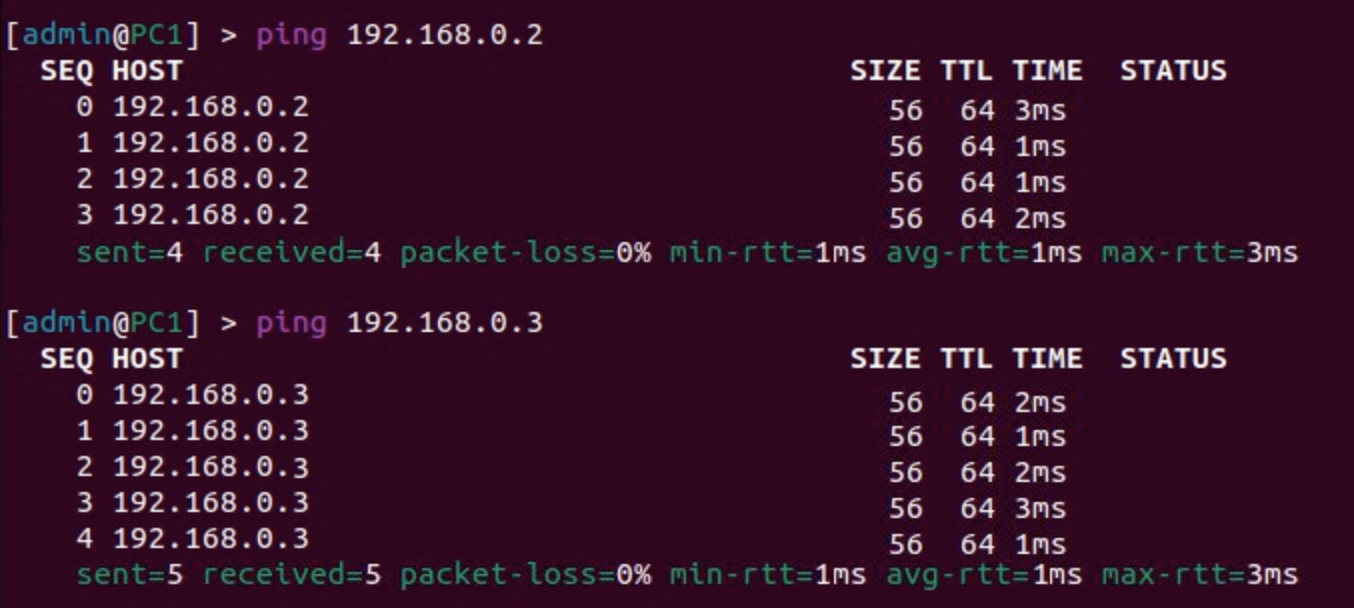 [admin@PC1] > ping 192.168.0.2
SEQ HOST SIZE TTL TIME STATUS
0 192.168.0.2 56 64 3ms
1 192.168.0.2 56 64 1ms
2 192.168.0.2 56 64 1ms
3 192.168.0.2 56 64 2ms
sent=4 received=4 packet-loss=0% min-rtt=1ms avg-rtt=1ms max-rtt=3ms
[admin@PC1] > ping 192.168.0.3
SEQ HOST SIZE TTL TIME STATUS
0 192.168.0.3 56 64 2ms
1 192.168.0.3 56 64 1ms
2 192.168.0.3 56 64 2ms
3 192.168.0.3 56 64 3ms
4 192.168.0.3 56 64 1ms
sent=5 received=5 packet-loss=0% min-rtt=1ms avg-rtt=1ms max-rtt=3ms